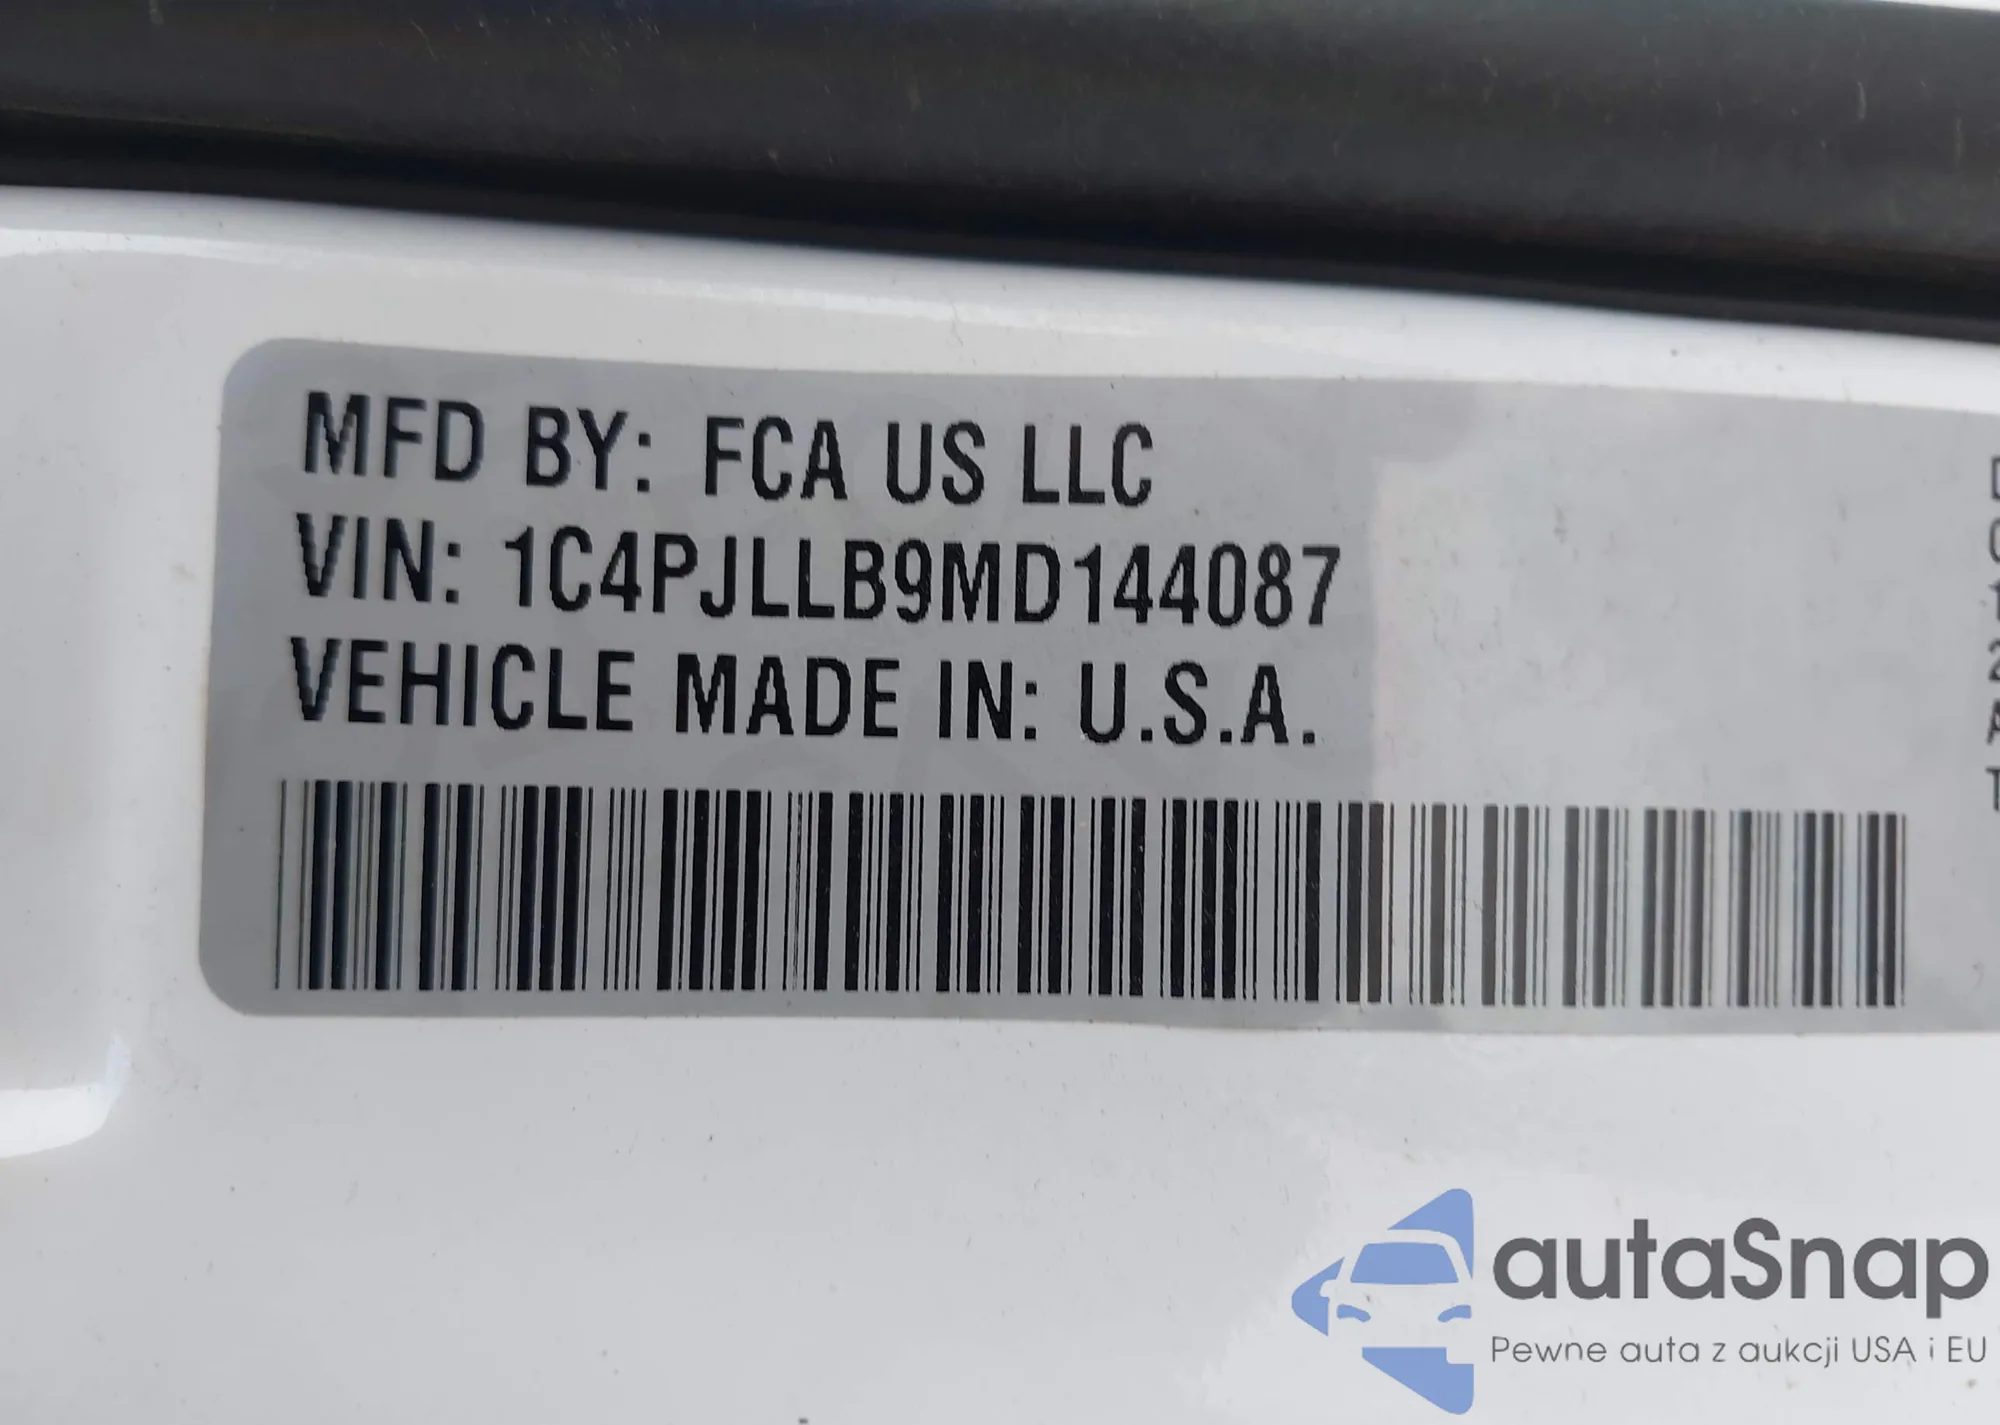 MFD BY: FCA US LLC
VIN: 1C4PJLLB9MD144087
VEHICLE MADE IN: U.S.A.
autaSnap
Pewne auta z aukcji USA i EU